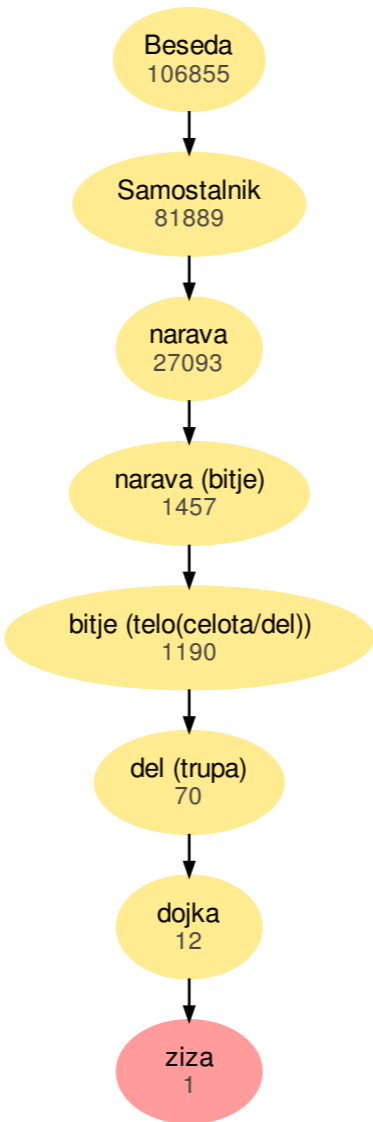 Beseda
106855
Samostalnik
81889
narava
27093
narava (bitje)
1457
bitje (telo(celota/del))
1190
del (trupa)
70
dojka
12
ziza
1